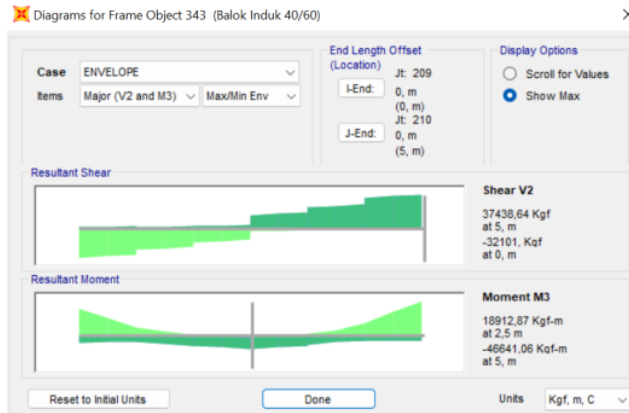 Diagrams for Frame Object 343 (Balok Induk 40/60)
End Length Offset
(Location)
Display Options
Case ENVELOPE
Items Major (V2 and M3) Max/Min Env
I-End: Jt: 209
0, m
(0, m)
J-End: Jt: 210
0, m
(5, m)
Scroll for Values
Show Max
Resultant Shear
Shear V2
37438,64 Kgf
at 5, m
-32101, Kgf
at 0, m
Resultant Moment
Moment M3
18912,87 Kgf-m
at 2,5 m
-46641,06 Kgf-m
at 5, m
Reset to Initial Units
Done
Units Kgf, m, C